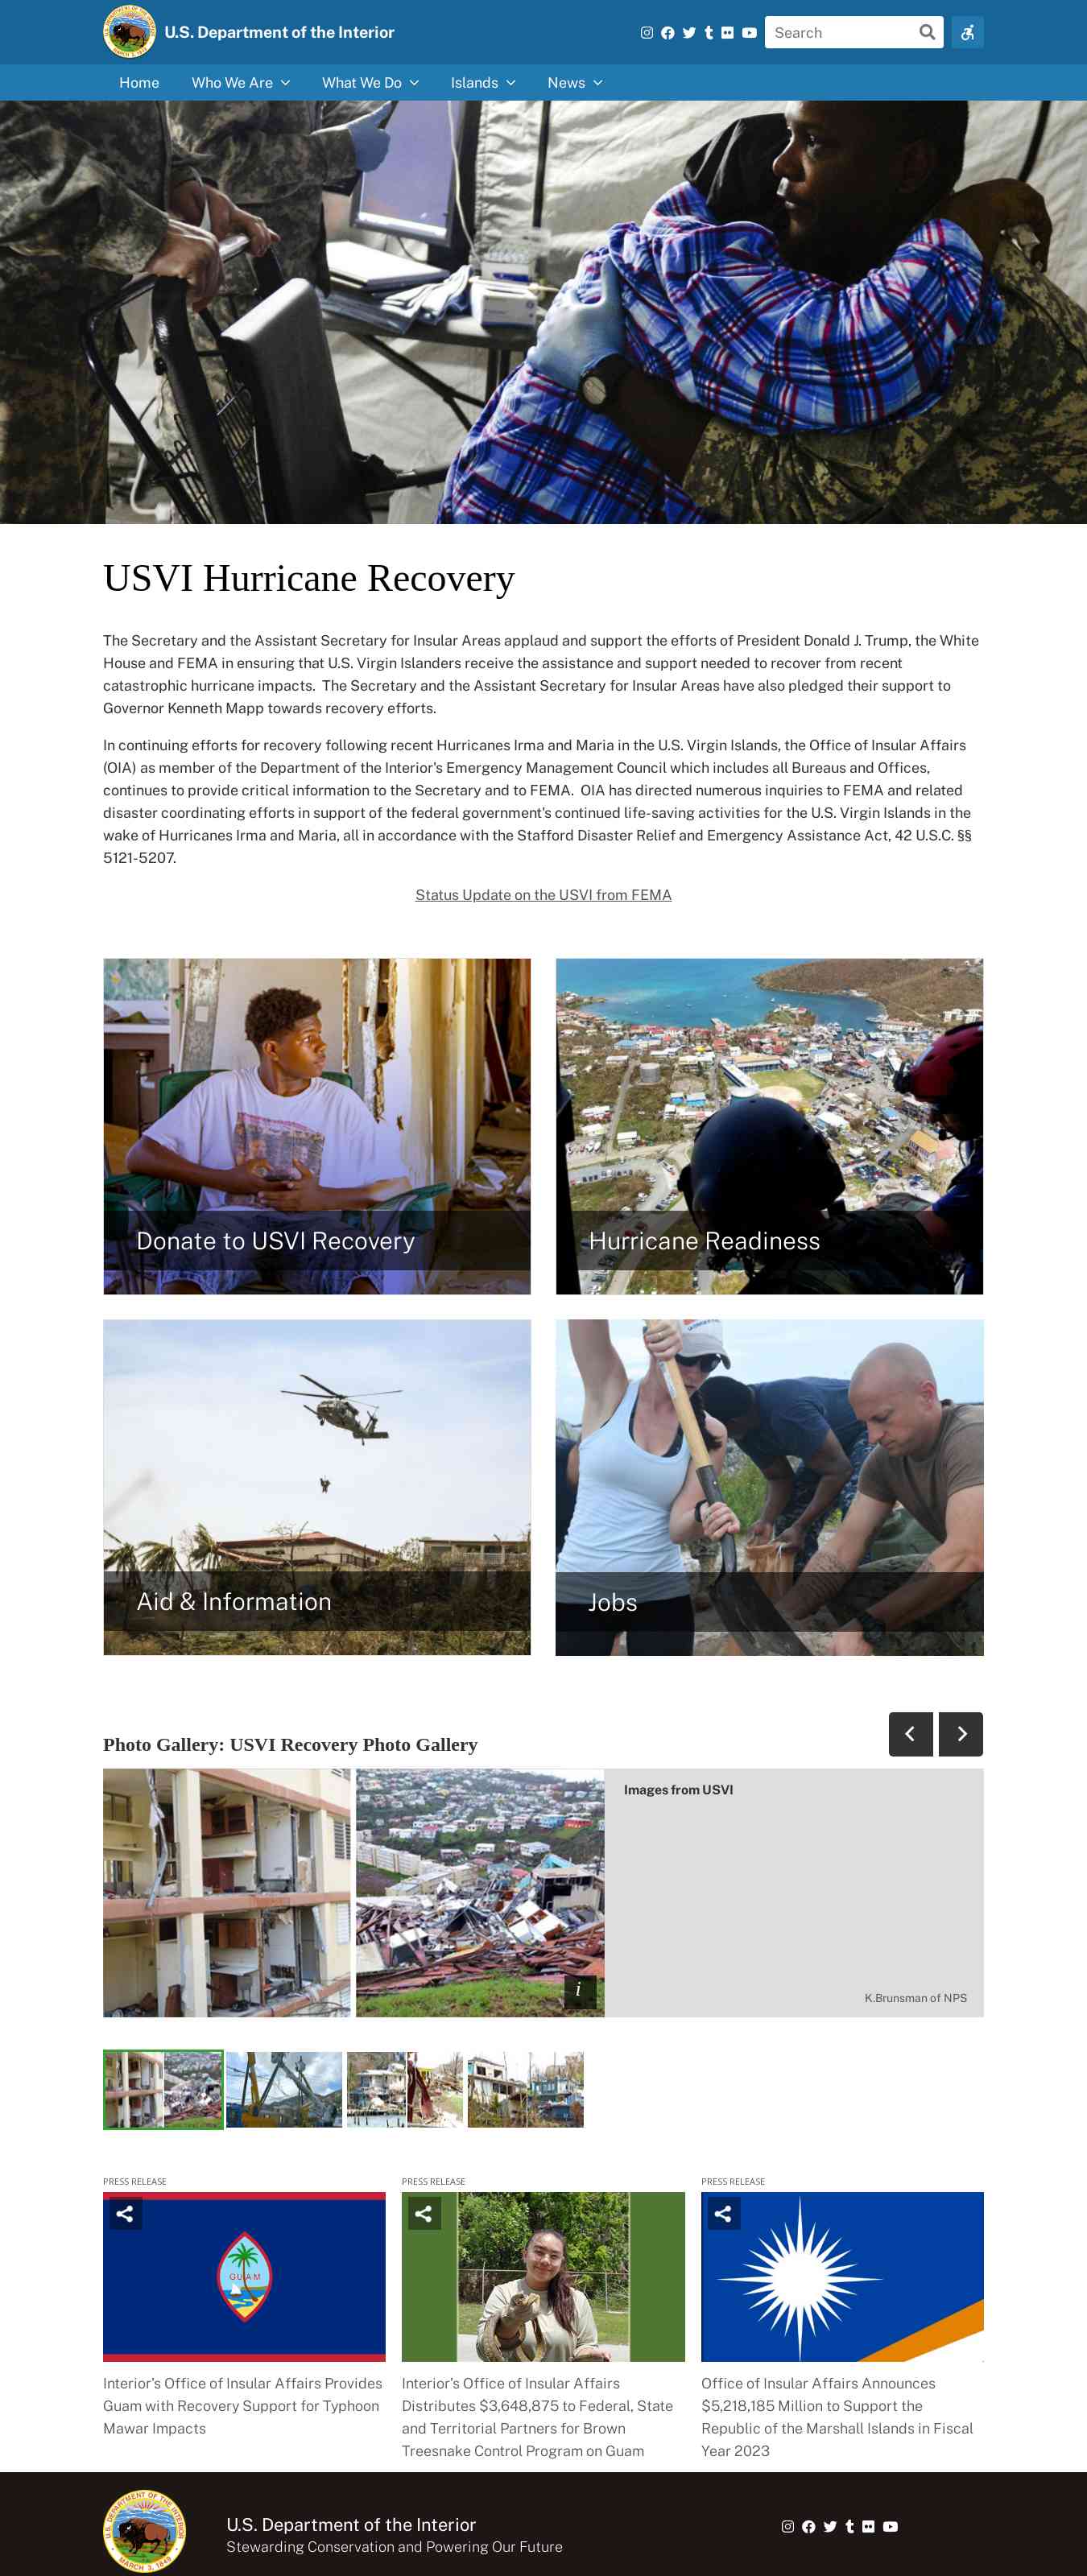 U.S. Department of the Interior
Search
Home
Who We Are
What We Do
Islands
News
USVI Hurricane Recovery
The Secretary and the Assistant Secretary for Insular Areas applaud and support the efforts of President Donald J. Trump, the White
House and FEMA in ensuring that U.S. Virgin Islanders receive the assistance and support needed to recover from recent
catastrophic hurricane impacts.  The Secretary and the Assistant Secretary for Insular Areas have also pledged their support to
Governor Kenneth Mapp towards recovery efforts.
In continuing efforts for recovery following recent Hurricanes Irma and Maria in the U.S. Virgin Islands, the Office of Insular Affairs
(OIA) as member of the Department of the Interior's Emergency Management Council which includes all Bureaus and Offices,
continues to provide critical information to the Secretary and to FEMA.  OIA has directed numerous inquiries to FEMA and related
disaster coordinating efforts in support of the federal government's continued life-saving activities for the U.S. Virgin Islands in the
wake of Hurricanes Irma and Maria, all in accordance with the Stafford Disaster Relief and Emergency Assistance Act, 42 U.S.C. §§
5121-5207.
Status Update on the USVI from FEMA
Donate to USVI Recovery
Hurricane Readiness
Aid & Information
Jobs
Photo Gallery: USVI Recovery Photo Gallery
Images from USVI
i
K.Brunsman of NPS
PRESS RELEASE
GUAM
Interior's Office of Insular Affairs Provides
Guam with Recovery Support for Typhoon
Mawar Impacts
PRESS RELEASE
Interior's Office of Insular Affairs
Distributes $3,648,875 to Federal, State
and Territorial Partners for Brown
Treesnake Control Program on Guam
PRESS RELEASE
Office of Insular Affairs Announces
$5,218,185 Million to Support the
Republic of the Marshall Islands in Fiscal
Year 2023
U.S. DEPARTMENT OF THE INTERIOR
MARCH 3, 1849
U.S. Department of the Interior
Stewarding Conservation and Powering Our Future